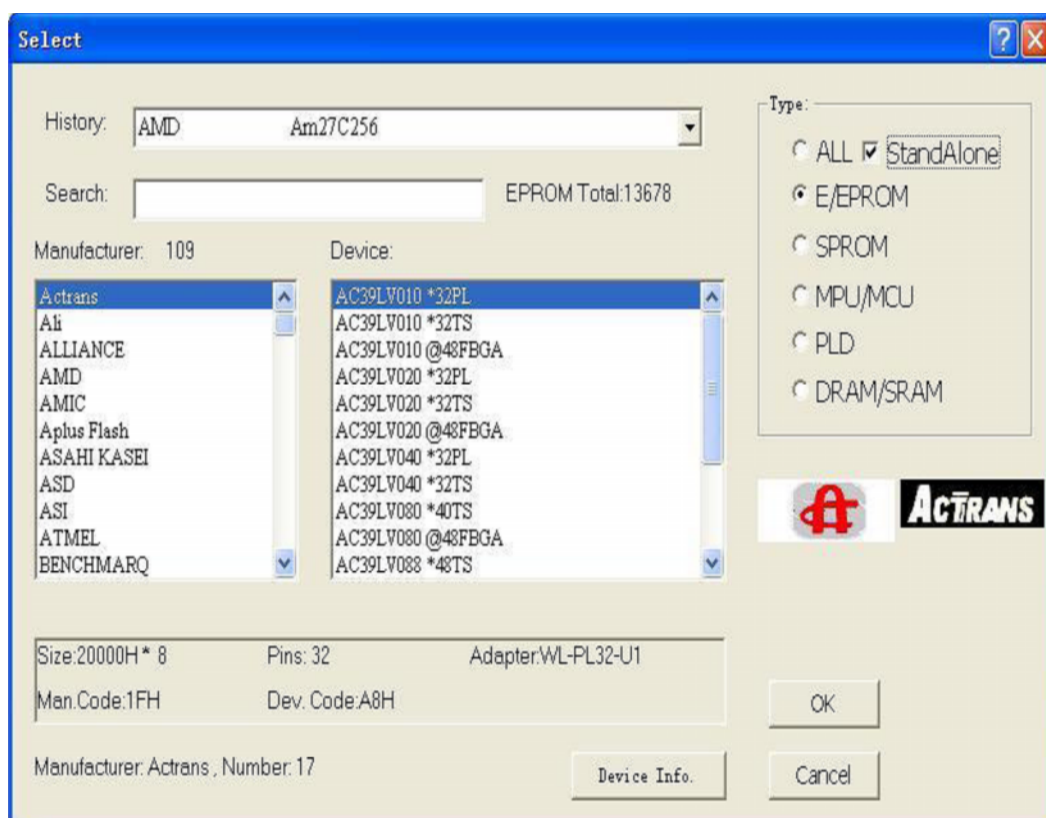 Select
History: AMD Am27C256
Search: EPROM Total:13678
Manufacturer: 109 Device:
Actrans
Ali
ALLIANCE
AMD
AMIC
Aplus Flash
ASAHI KASEI
ASD
ASI
ATMEL
BENCHMARQ
AC39LV010 *32PL
AC39LV010 *32TS
AC39LV010 @48FBGA
AC39LV020 *32PL
AC39LV020 *32TS
AC39LV020 @48FBGA
AC39LV040 *32PL
AC39LV040 *32TS
AC39LV080 *40TS
AC39LV080 @48FBGA
AC39LV088 *48TS
Type:
ALL StandAlone
E/EPROM
SPROM
MPU/MCU
PLD
DRAM/SRAM
ACTRANS
Size:20000H * 8 Pins: 32 Adapter:WL-PL32-U1
Man.Code:1FH Dev. Code:A8H
Manufacturer: Actrans , Number: 17
Device Info.
OK
Cancel